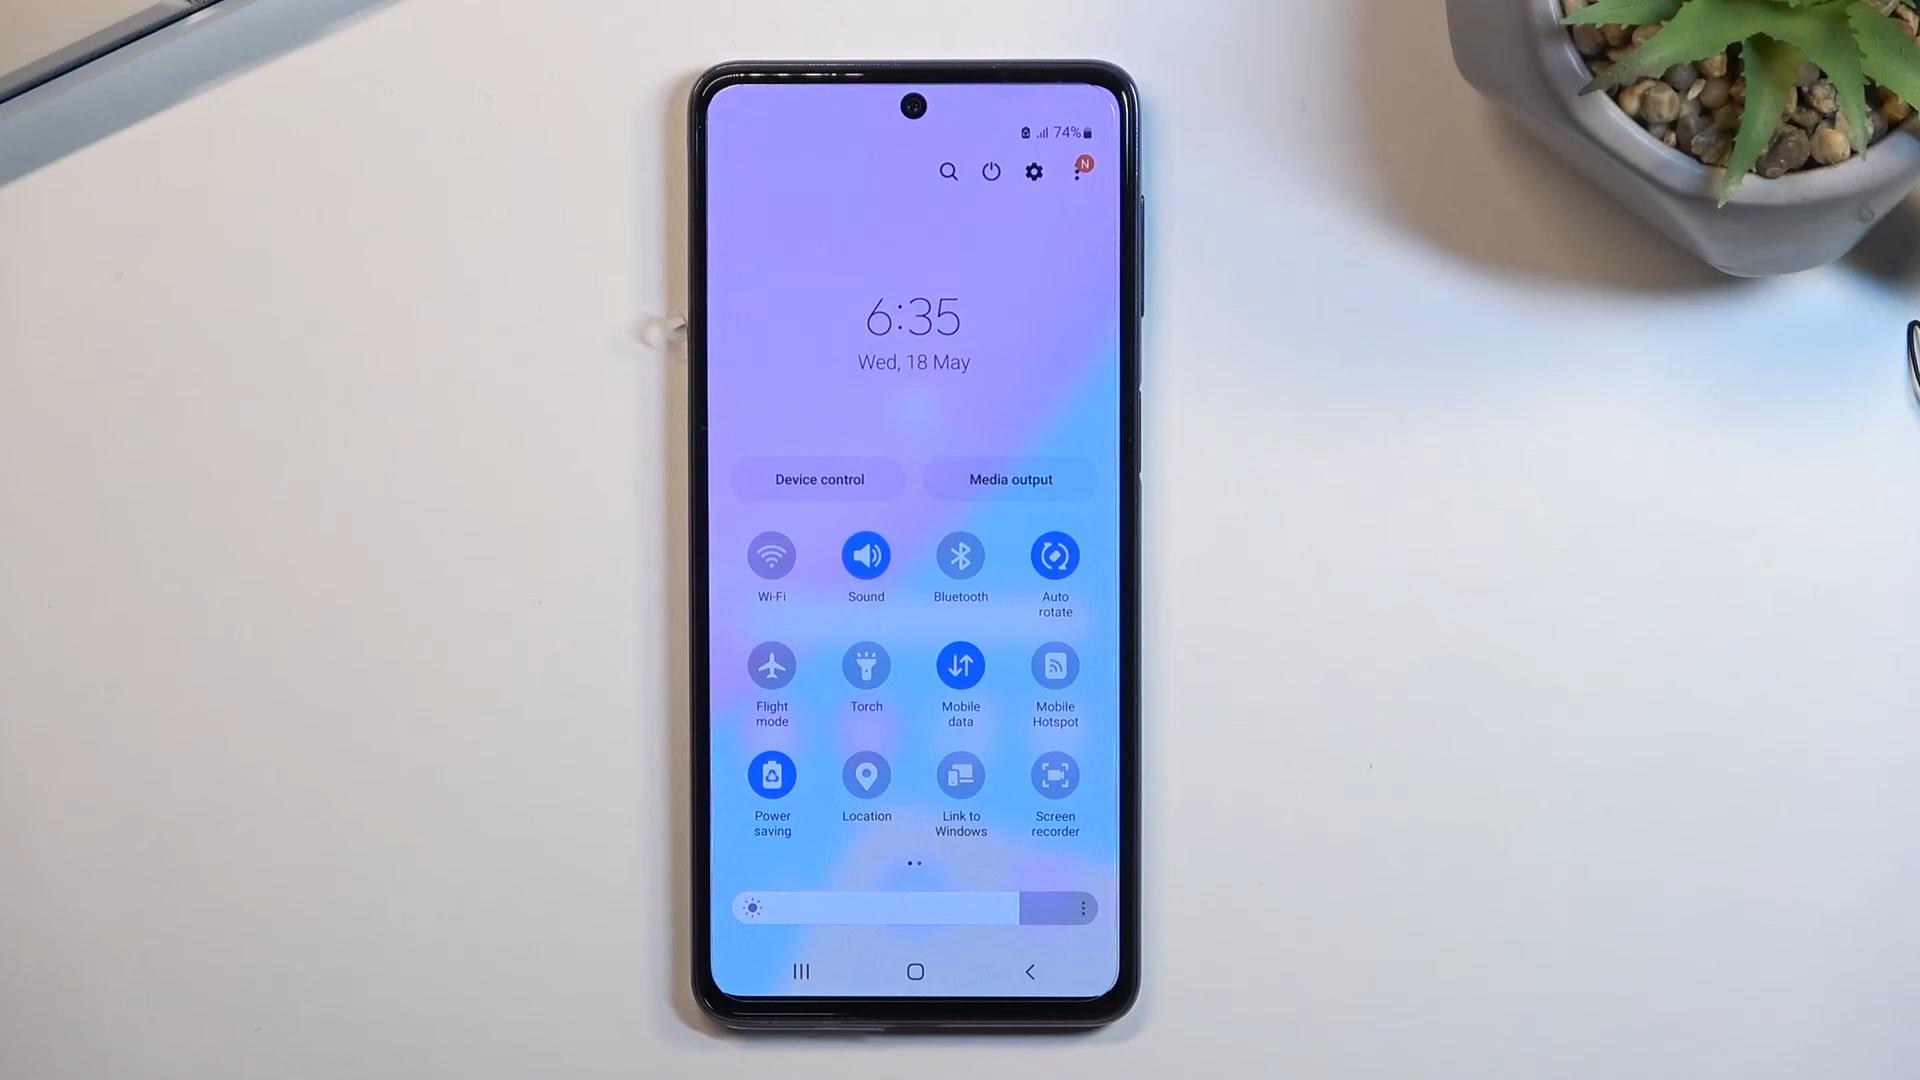 74%
N
6:35
Wed, 18 May
Device control Media output
Wi-Fi Sound Bluetooth Auto rotate
Flight mode Torch Mobile data Mobile Hotspot
Power saving Location Link to Windows Screen recorder